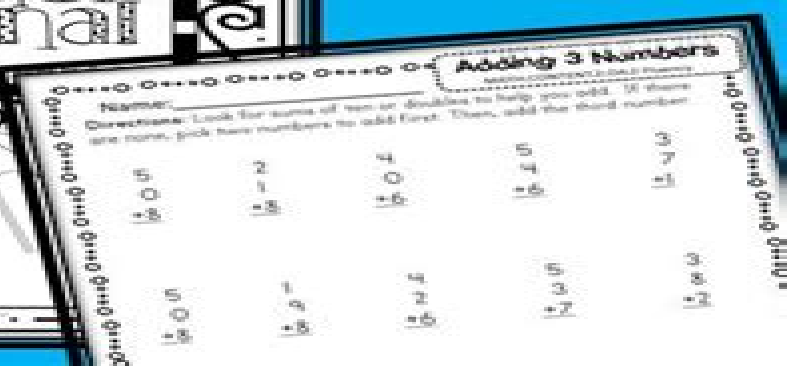 Adding 3 Numbers
Name:
Directions: Look for sums of ten or doubles to help you add. If there
are none, pick two numbers to add first. Then, add the third number.
5 2 4 5 3
0 1 0 4 7
+8 +8 +6 +6 +1
5 1 4 5 3
0 9 2 3 8
+8 +8 +6 +7 +2